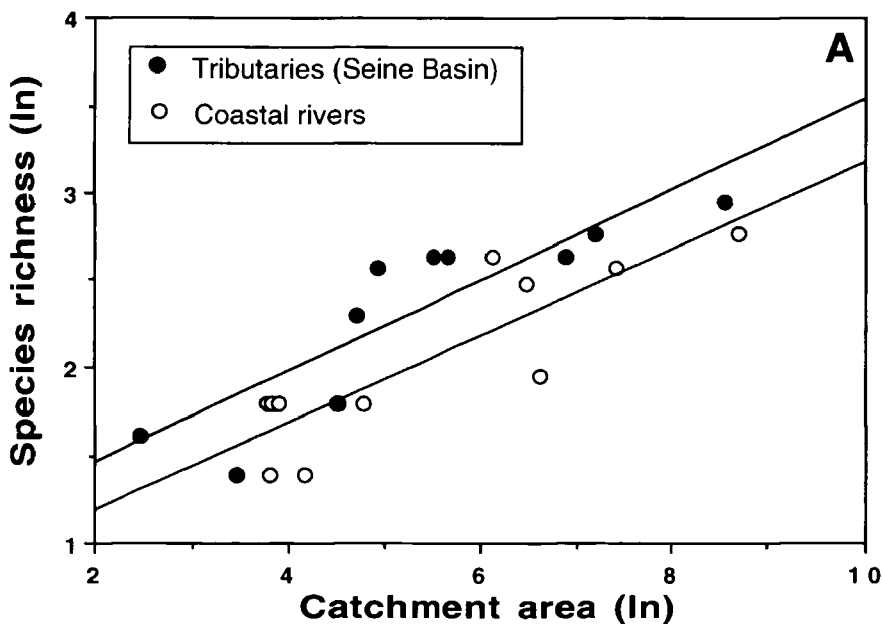 A
Tributaries (Seine Basin)
Coastal rivers
Species richness (ln)
4
3
2
1
2 4 6 8 10
Catchment area (ln)